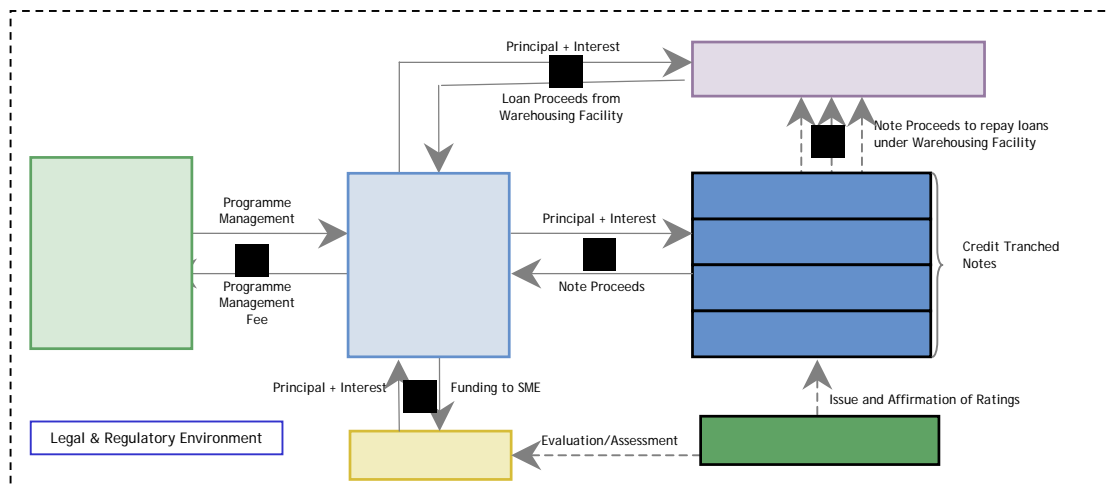 Principal + Interest
Loan Proceeds from
Warehousing Facility
Note Proceeds to repay loans
under Warehousing Facility
Programme
Management
Principal + Interest
Credit Tranched
Notes
Programme
Management
Fee
Note Proceeds
Principal + Interest
Funding to SME
Issue and Affirmation of Ratings
Legal & Regulatory Environment
Evaluation/Assessment